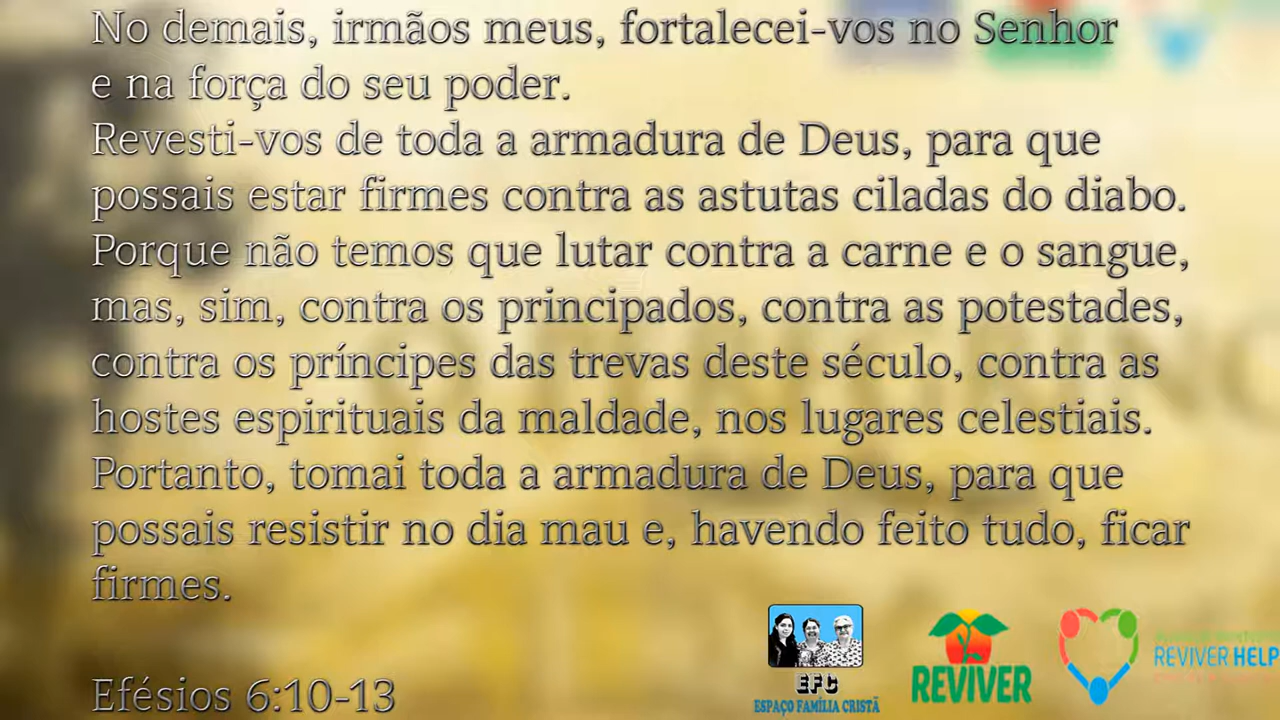 No demais, irmãos meus, fortalecei-vos no Senhor
e na força do seu poder.
Revesti-vos de toda a armadura de Deus, para que
possais estar firmes contra as astutas ciladas do diabo.
Porque não temos que lutar contra a carne e o sangue,
mas, sim, contra os principados, contra as potestades,
contra os príncipes das trevas deste século, contra as
hostes espirituais da maldade, nos lugares celestiais.
Portanto, tomai toda a armadura de Deus, para que
possais resistir no dia mau e, havendo feito tudo, ficar
firmes.
Efésios 6:10-13
EFC
ESPAÇO FAMÍLIA CRISTÃ
REVIVER
REVIVER HELP